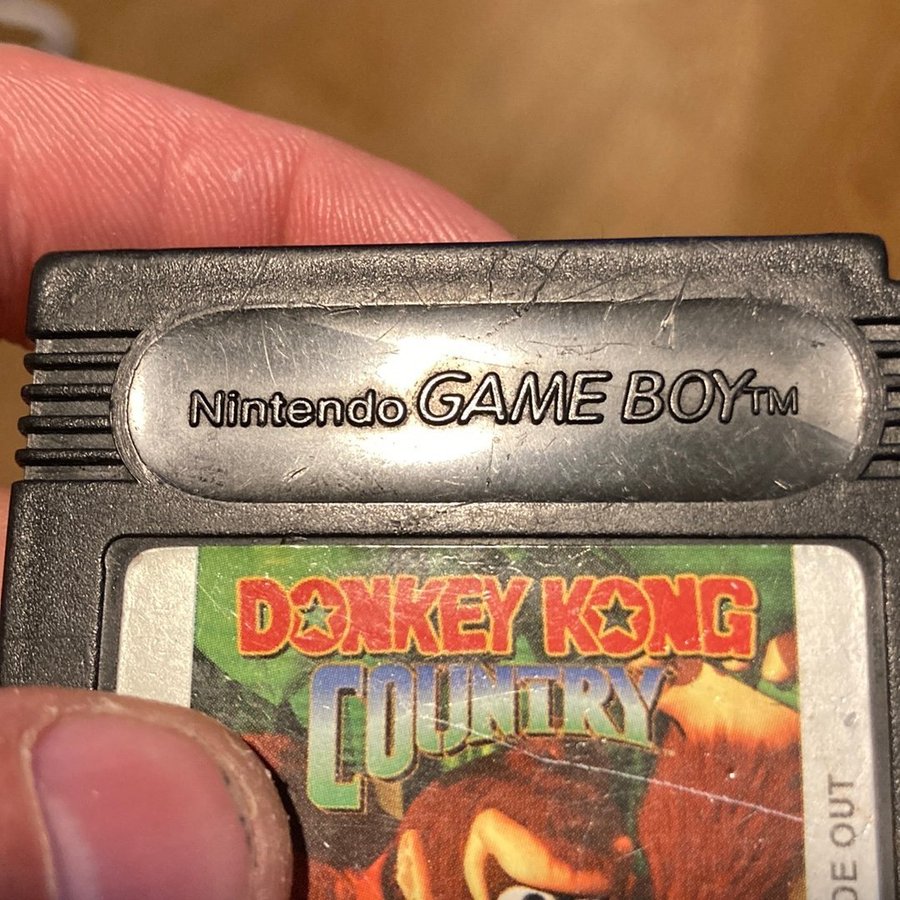 Nintendo GAME BOY™
DONKEY KONG
COUNTRY
DE OUT